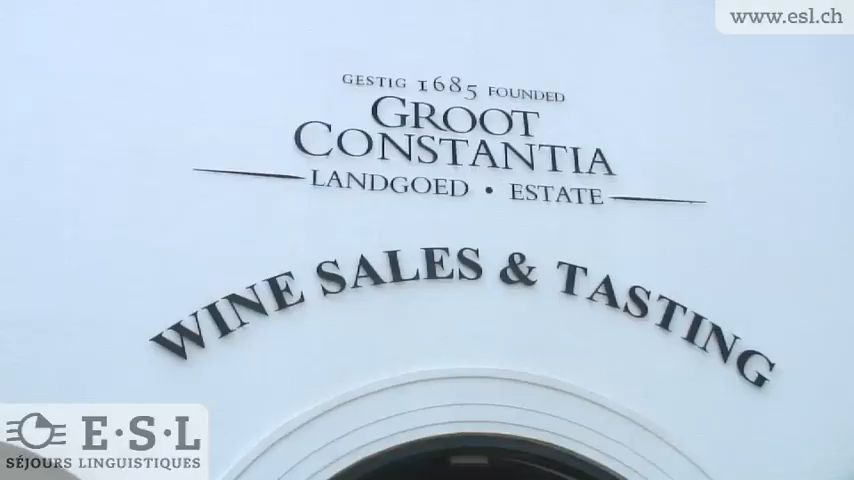 www.esl.ch
GESTIG 1685 FOUNDED
GROOT
CONSTANTIA
LANDGOED • ESTATE
WINE SALES & TASTING
E·S·L
SÉJOURS LINGUISTIQUES